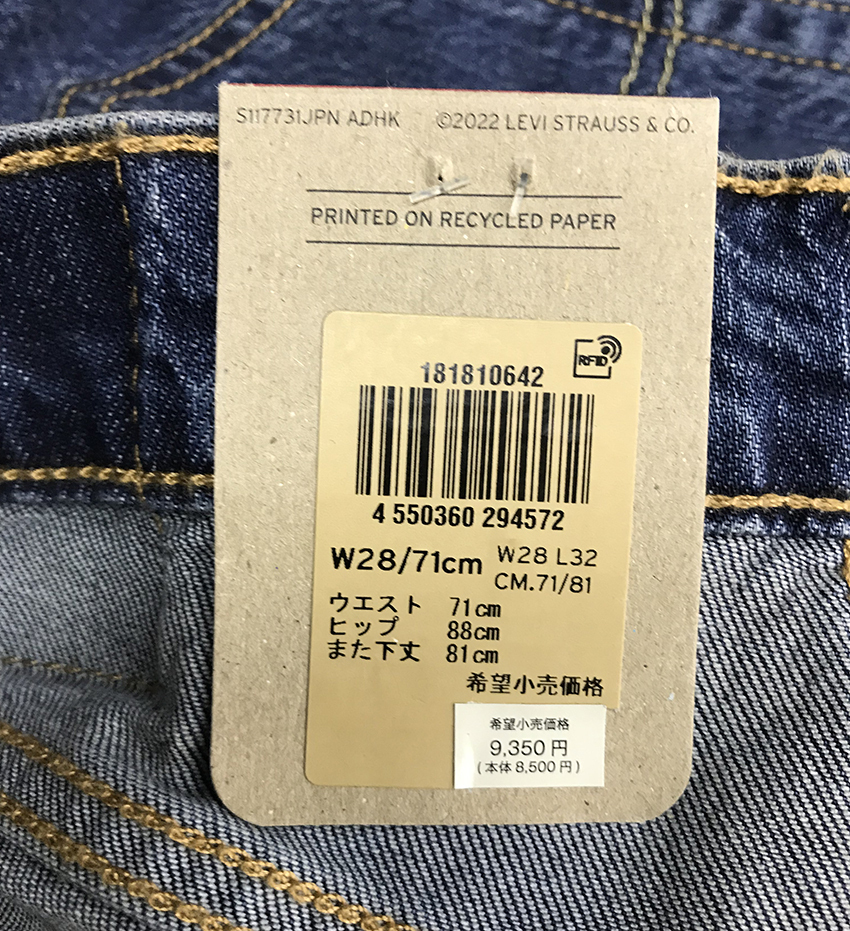 S117731JPN ADHK ©2022 LEVI STRAUSS & CO.
PRINTED ON RECYCLED PAPER
RFID
181810642
4 550360 294572
W28/71cm W28 L32
CM.71/81
ウエスト 71cm
ヒップ 88cm
また下丈 81cm
希望小売価格
希望小売価格
9,350円
(本体 8,500円)